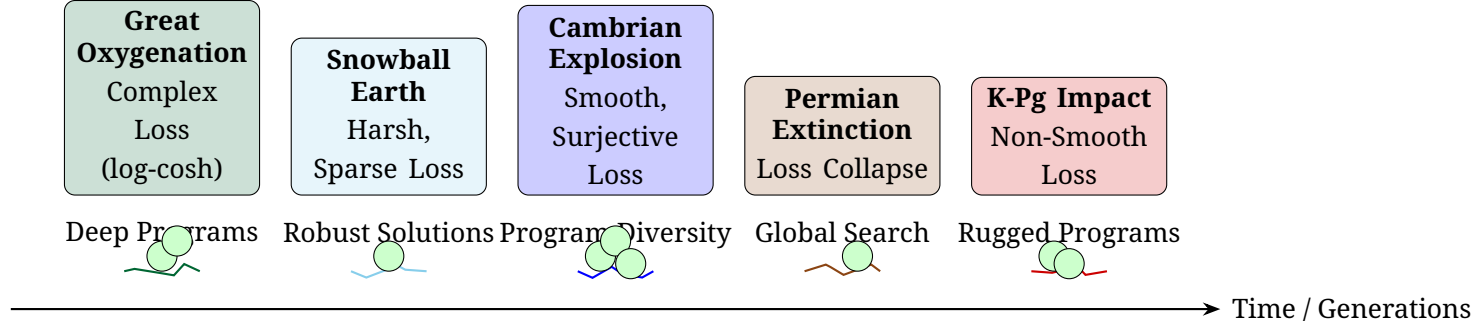 Great
Oxygenation
Complex
Loss
(log-cosh)
Snowball
Earth
Harsh,
Sparse Loss
Cambrian
Explosion
Smooth,
Surjective
Loss
Permian
Extinction
Loss Collapse
K-Pg Impact
Non-Smooth
Loss
Deep Programs
Robust Solutions
Program Diversity
Global Search
Rugged Programs
Time / Generations